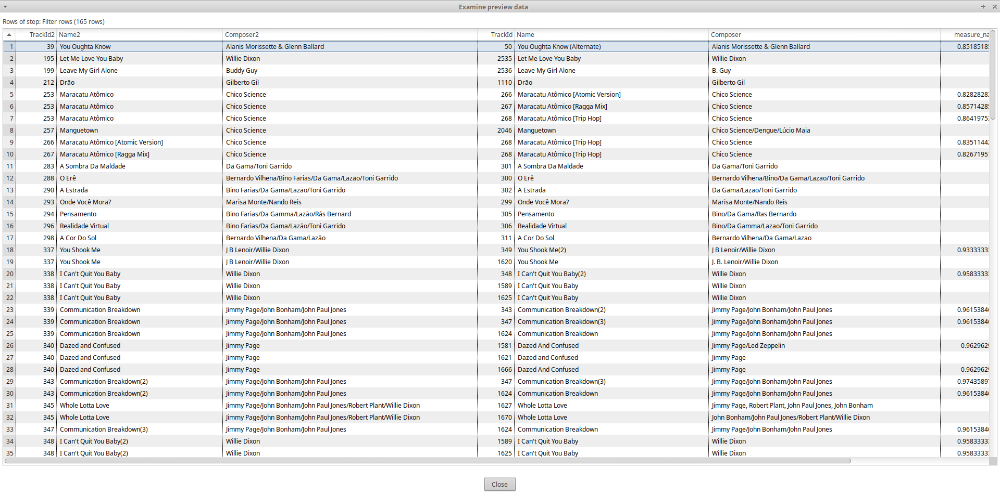 Examine preview data
Rows of step: Filter rows (165 rows)
TrackId2 Name2 Composer2 TrackId Name Composer measure_na
1 39 You Oughta Know Alanis Morissette & Glenn Ballard 50 You Oughta Know (Alternate) Alanis Morissette & Glenn Ballard 0.8518518
2 195 Let Me Love You Baby Willie Dixon 2535 Let Me Love You Baby Willie Dixon
3 199 Leave My Girl Alone Buddy Guy 2536 Leave My Girl Alone B. Guy
4 212 Drão Gilberto Gil 1110 Drão Gilberto Gil
5 253 Maracatu Atômico Chico Science 266 Maracatu Atômico [Atomic Version] Chico Science 0.8282828
6 253 Maracatu Atômico Chico Science 267 Maracatu Atômico [Ragga Mix] Chico Science 0.8571428
7 253 Maracatu Atômico Chico Science 268 Maracatu Atômico [Trip Hop] Chico Science 0.8641975
8 257 Manguetown Chico Science 2046 Manguetown Chico Science/Dengue/Lúcio Maia
9 266 Maracatu Atômico [Atomic Version] Chico Science 268 Maracatu Atômico [Trip Hop] Chico Science 0.8351144
10 267 Maracatu Atômico [Ragga Mix] Chico Science 268 Maracatu Atômico [Trip Hop] Chico Science 0.8267195
11 283 A Sombra Da Maldade Da Gama/Toni Garrido 301 A Sombra Da Maldade Da Gama/Toni Garrido
12 288 O Erê Bernardo Vilhena/Bino Farias/Da Gama/Lazão/Toni Garrido 300 O Erê Bernardo Vilhena/Bino/Da Gama/Lazao/Toni Garrido
13 290 A Estrada Bino Farias/Da Gama/Lazão/Toni Garrido 302 A Estrada Da Gama/Lazao/Toni Garrido
14 293 Onde Você Mora? Marisa Monte/Nando Reis 299 Onde Você Mora? Marisa Monte/Nando Reis
15 294 Pensamento Bino Farias/Da Gamma/Lazão/Rás Bernard 305 Pensamento Bino/Da Gama/Ras Bernardo
16 296 Realidade Virtual Bino Farias/Da Gama/Lazão/Toni Garrido 306 Realidade Virtual Bino/Da Gamma/Lazao/Toni Garrido
17 298 A Cor Do Sol Bernardo Vilhena/Da Gama/Lazão 311 A Cor Do Sol Bernardo Vilhena/Da Gama/Lazao
18 337 You Shook Me J B Lenoir/Willie Dixon 349 You Shook Me(2) J B Lenoir/Willie Dixon 0.9333333
19 337 You Shook Me J B Lenoir/Willie Dixon 1620 You Shook Me J. B. Lenoir/Willie Dixon
20 338 I Can't Quit You Baby Willie Dixon 348 I Can't Quit You Baby(2) Willie Dixon 0.9583333
21 338 I Can't Quit You Baby Willie Dixon 1589 I Can't Quit You Baby Willie Dixon
22 338 I Can't Quit You Baby Willie Dixon 1625 I Can't Quit You Baby Willie Dixon
23 339 Communication Breakdown Jimmy Page/John Bonham/John Paul Jones 343 Communication Breakdown(2) Jimmy Page/John Bonham/John Paul Jones 0.9615384
24 339 Communication Breakdown Jimmy Page/John Bonham/John Paul Jones 347 Communication Breakdown(3) Jimmy Page/John Bonham/John Paul Jones 0.9615384
25 339 Communication Breakdown Jimmy Page/John Bonham/John Paul Jones 1624 Communication Breakdown Jimmy Page/John Bonham/John Paul Jones
26 340 Dazed and Confused Jimmy Page 1581 Dazed And Confused Jimmy Page/Led Zeppelin 0.962962
27 340 Dazed and Confused Jimmy Page 1621 Dazed and Confused Jimmy Page
28 340 Dazed and Confused Jimmy Page 1666 Dazed And Confused Jimmy Page 0.962962
29 343 Communication Breakdown(2) Jimmy Page/John Bonham/John Paul Jones 347 Communication Breakdown(3) Jimmy Page/John Bonham/John Paul Jones 0.9743589
30 343 Communication Breakdown(2) Jimmy Page/John Bonham/John Paul Jones 1624 Communication Breakdown Jimmy Page/John Bonham/John Paul Jones 0.9615384
31 345 Whole Lotta Love Jimmy Page/John Bonham/John Paul Jones/Robert Plant/Willie Dixon 1627 Whole Lotta Love Jimmy Page, Robert Plant, John Paul Jones, John Bonham
32 345 Whole Lotta Love Jimmy Page/John Bonham/John Paul Jones/Robert Plant/Willie Dixon 1670 Whole Lotta Love John Bonham/John Paul Jones/Robert Plant/Willie Dixon
33 347 Communication Breakdown(3) Jimmy Page/John Bonham/John Paul Jones 1624 Communication Breakdown Jimmy Page/John Bonham/John Paul Jones 0.9615384
34 348 I Can't Quit You Baby(2) Willie Dixon 1589 I Can't Quit You Baby Willie Dixon 0.9583333
35 348 I Can't Quit You Baby(2) Willie Dixon 1625 I Can't Quit You Baby Willie Dixon 0.9583333
Close